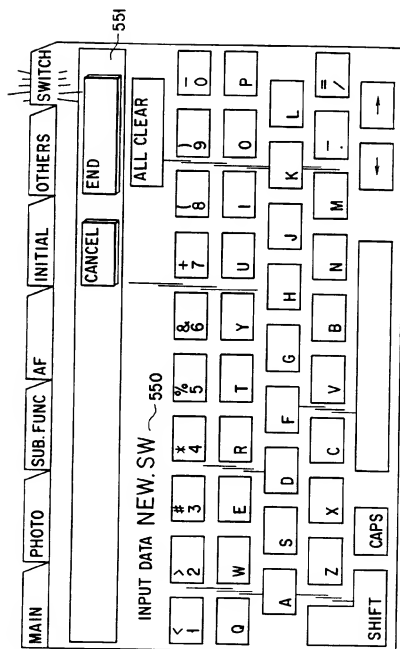 MAIN PHOTO SUB.FUNC AF INITIAL OTHERS SWITCH
CANCEL END 551
INPUT DATA NEW.SW 550 ALL CLEAR
< > # * % & + ( ) −
1 2 3 4 5 6 7 8 9 0
Q W E R T Y U I O P
A S D F G H J K L
Z X C V B N M . − / =
SHIFT CAPS ← →